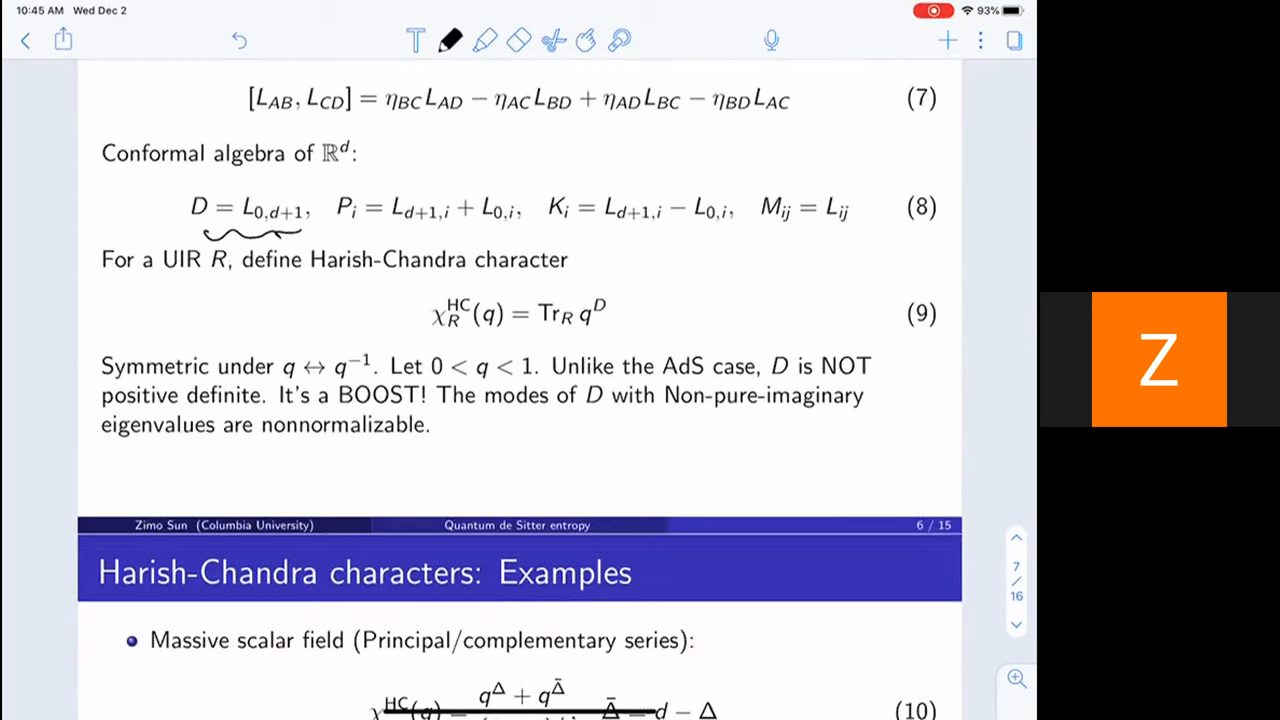 10:45 AM Wed Dec 2
93%
[L_{AB}, L_{CD}] = η_{BC}L_{AD} − η_{AC}L_{BD} + η_{AD}L_{BC} − η_{BD}L_{AC} (7)
Conformal algebra of ℝ^d:
D = L_{0,d+1}, P_i = L_{d+1,i} + L_{0,i}, K_i = L_{d+1,i} − L_{0,i}, M_{ij} = L_{ij} (8)
For a UIR R, define Harish-Chandra character
χ_R^{HC}(q) = Tr_R q^D (9)
Symmetric under q ↔ q^{−1}. Let 0 < q < 1. Unlike the AdS case, D is NOT
positive definite. It's a BOOST! The modes of D with Non-pure-imaginary
eigenvalues are nonnormalizable.
Zimo Sun (Columbia University) Quantum de Sitter entropy 6 / 15
Harish-Chandra characters: Examples
Massive scalar field (Principal/complementary series):
q^Δ + q^{Δ̄}
χ^{HC}(q) = Δ̄ = d − Δ (10)
7
/
16
T
Z